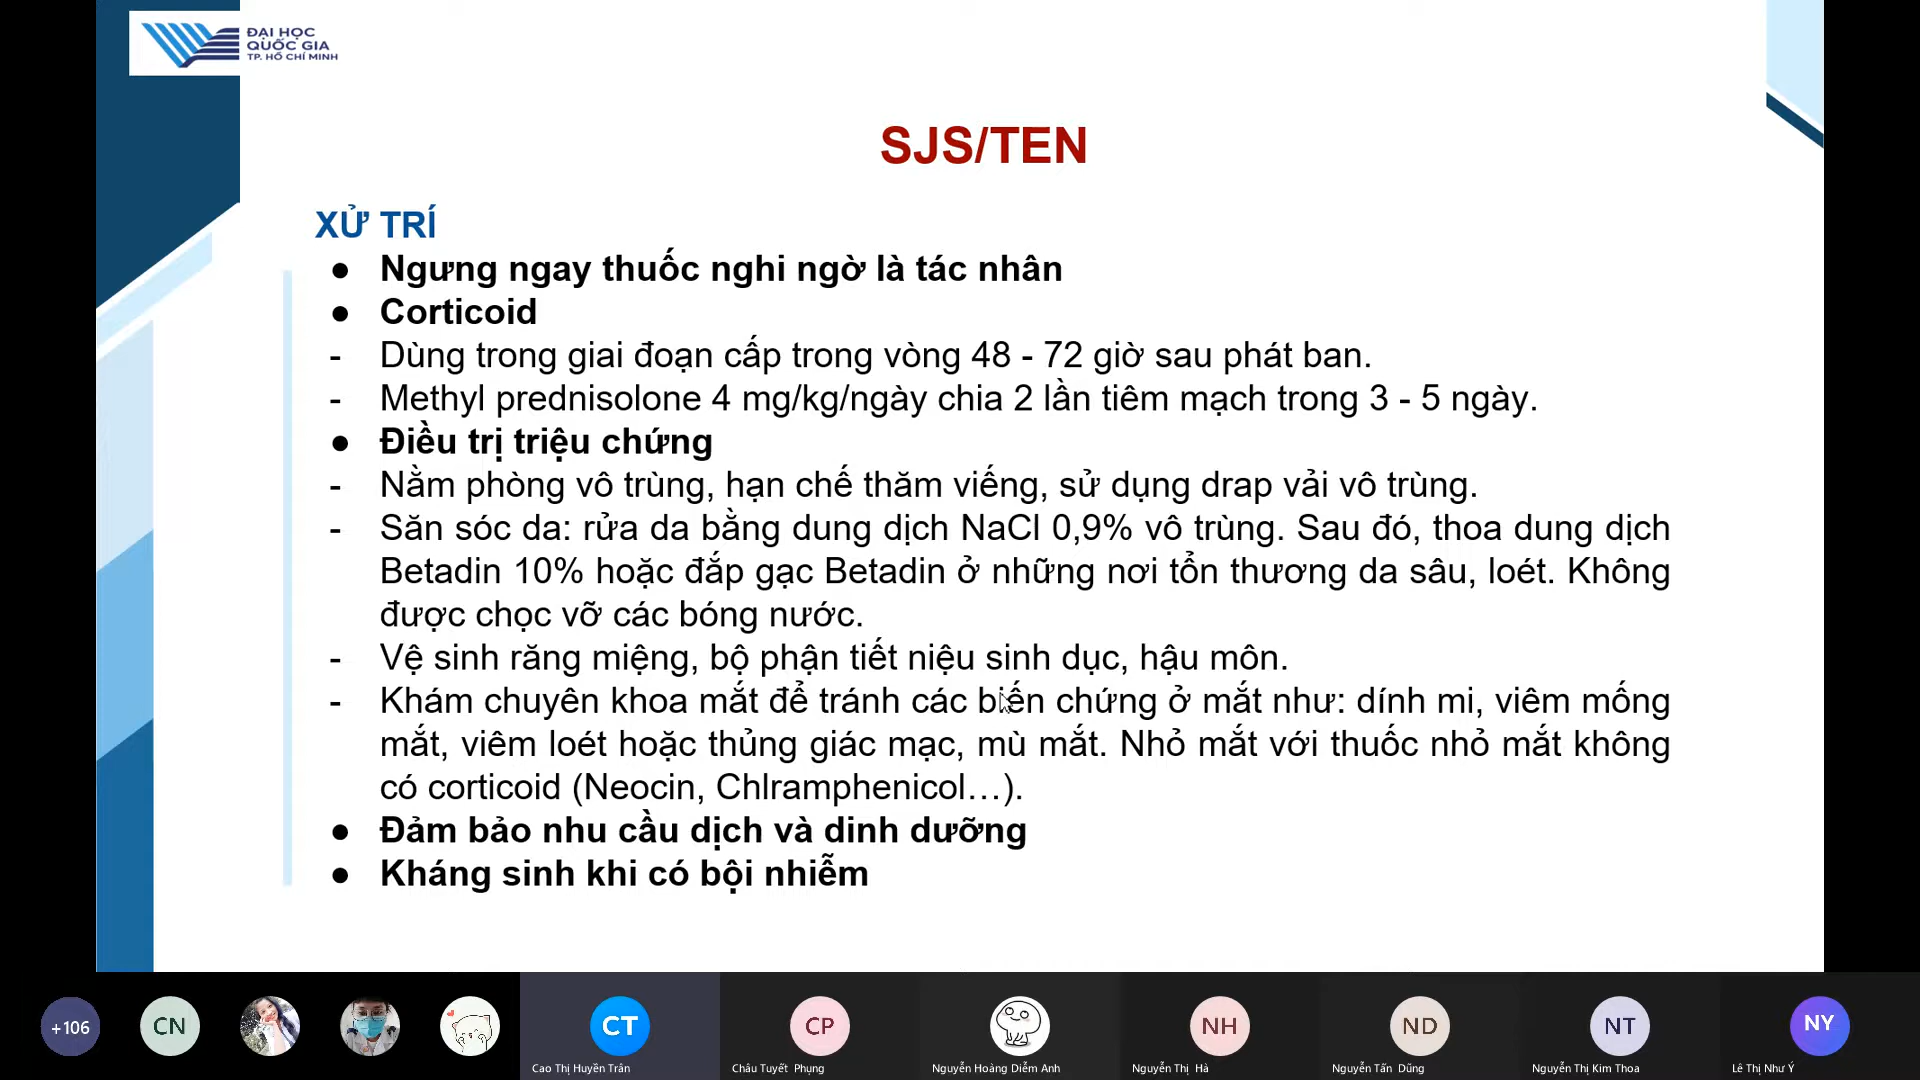 ĐẠI HỌC
QUỐC GIA
TP. HỒ CHÍ MINH
SJS/TEN
XỬ TRÍ
● Ngưng ngay thuốc nghi ngờ là tác nhân
● Corticoid
- Dùng trong giai đoạn cấp trong vòng 48 - 72 giờ sau phát ban.
- Methyl prednisolone 4 mg/kg/ngày chia 2 lần tiêm mạch trong 3 - 5 ngày.
● Điều trị triệu chứng
- Nằm phòng vô trùng, hạn chế thăm viếng, sử dụng drap vải vô trùng.
- Săn sóc da: rửa da bằng dung dịch NaCl 0,9% vô trùng. Sau đó, thoa dung dịch
Betadin 10% hoặc đắp gạc Betadin ở những nơi tổn thương da sâu, loét. Không
được chọc vỡ các bóng nước.
- Vệ sinh răng miệng, bộ phận tiết niệu sinh dục, hậu môn.
- Khám chuyên khoa mắt để tránh các biến chứng ở mắt như: dính mi, viêm mống
mắt, viêm loét hoặc thủng giác mạc, mù mắt. Nhỏ mắt với thuốc nhỏ mắt không
có corticoid (Neocin, Chlramphenicol…).
● Đảm bảo nhu cầu dịch và dinh dưỡng
● Kháng sinh khi có bội nhiễm
+106
CN
CT
CP
NH
ND
NT
NY
Cao Thị Huyền Trân
Châu Tuyết Phụng
Nguyễn Hoàng Diễm Anh
Nguyễn Thị Hà
Nguyễn Tấn Dũng
Nguyễn Thị Kim Thoa
Lê Thị Như Ý